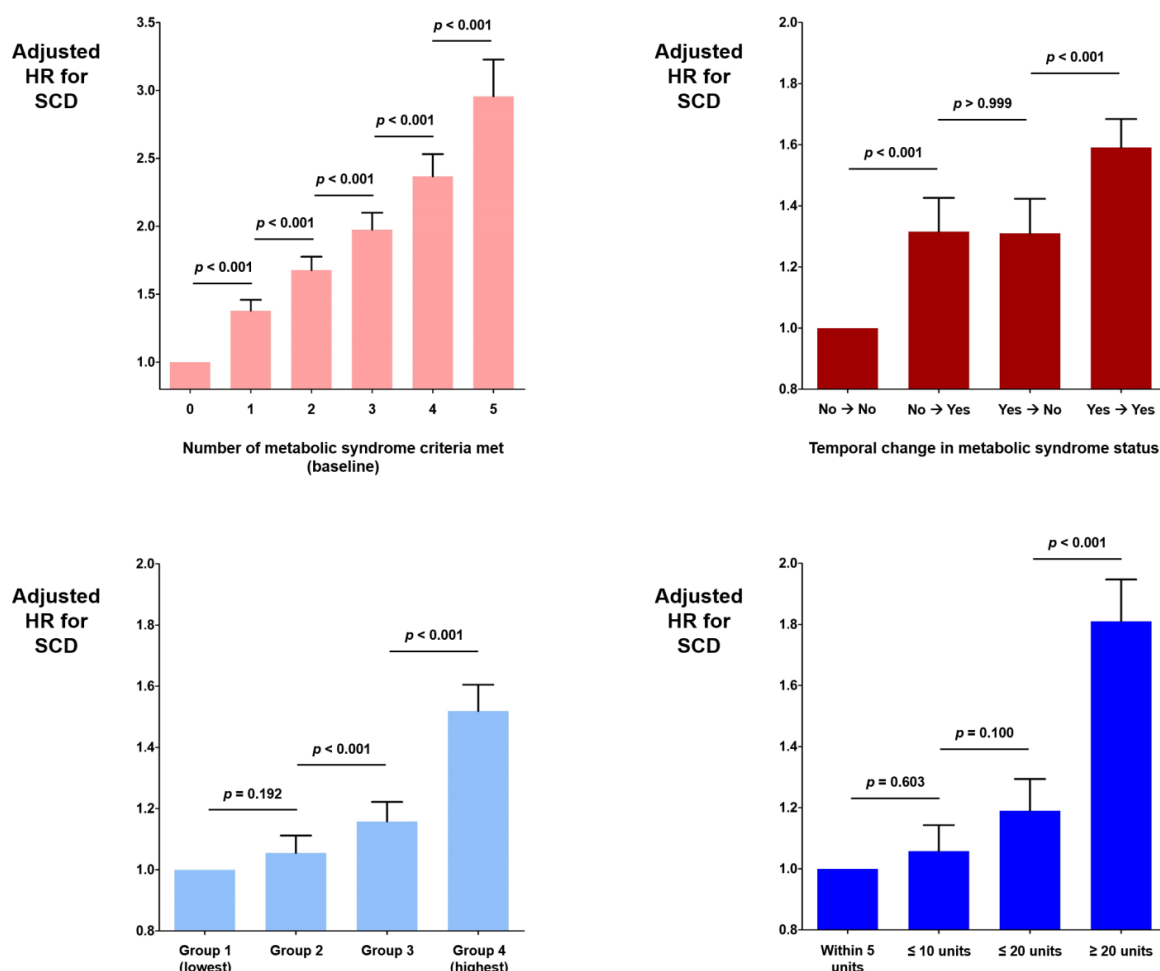 Adjusted
HR for
SCD
3.5
3.0
2.5
2.0
1.5
1.0
p < 0.001
p < 0.001
p < 0.001
p < 0.001
p < 0.001
0 1 2 3 4 5
Number of metabolic syndrome criteria met
(baseline)
Adjusted
HR for
SCD
2.0
1.8
1.6
1.4
1.2
1.0
0.8
p < 0.001
p > 0.999
p < 0.001
No → No No → Yes Yes → No Yes → Yes
Temporal change in metabolic syndrome status
Adjusted
HR for
SCD
2.0
1.8
1.6
1.4
1.2
1.0
0.8
p < 0.001
p < 0.001
p = 0.192
Group 1 Group 2 Group 3 Group 4
(lowest) (highest)
Adjusted
HR for
SCD
2.0
1.8
1.6
1.4
1.2
1.0
0.8
p < 0.001
p = 0.100
p = 0.603
Within 5 ≤ 10 units ≤ 20 units ≥ 20 units
units